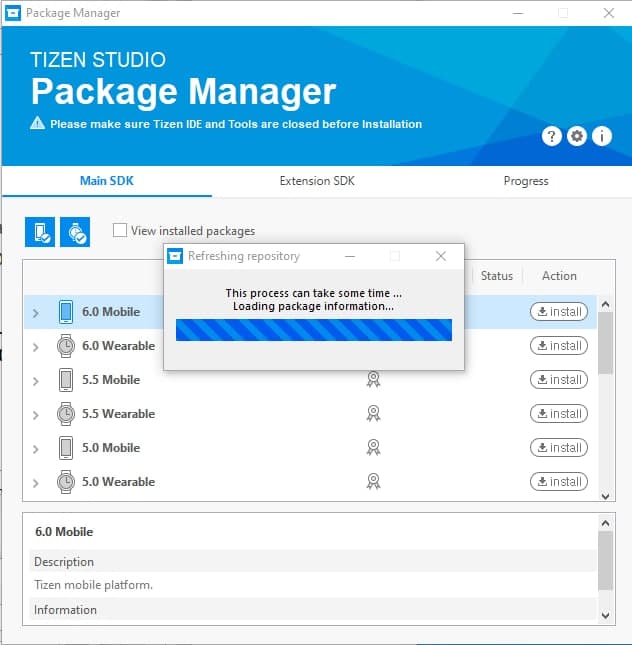 Package Manager
TIZEN STUDIO
Package Manager
Please make sure Tizen IDE and Tools are closed before Installation
?
i
Main SDK Extension SDK Progress
View installed packages
Refreshing repository
This process can take some time ...
Loading package information...
Status Action
6.0 Mobile install
6.0 Wearable install
5.5 Mobile install
5.5 Wearable install
5.0 Mobile install
5.0 Wearable install
6.0 Mobile
Description
Tizen mobile platform.
Information